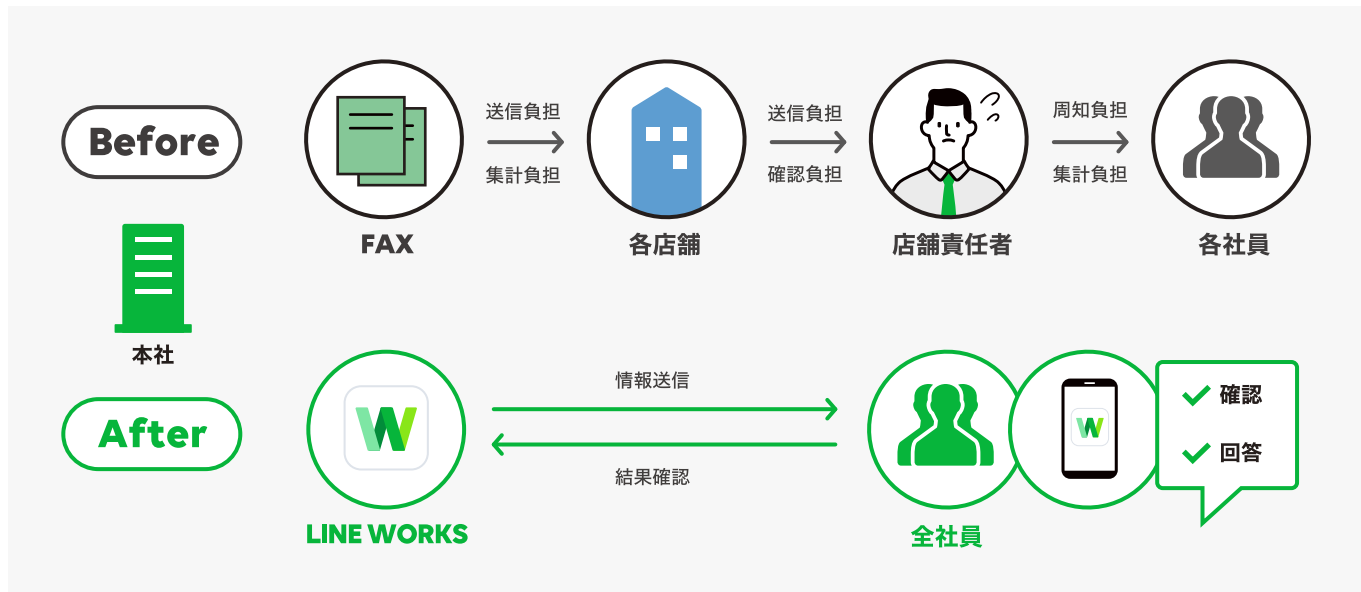 Before
送信負担
集計負担
送信負担
確認負担
周知負担
集計負担
FAX
各店舗
店舗責任者
各社員
本社
After
情報送信
結果確認
確認
回答
LINE WORKS
全社員